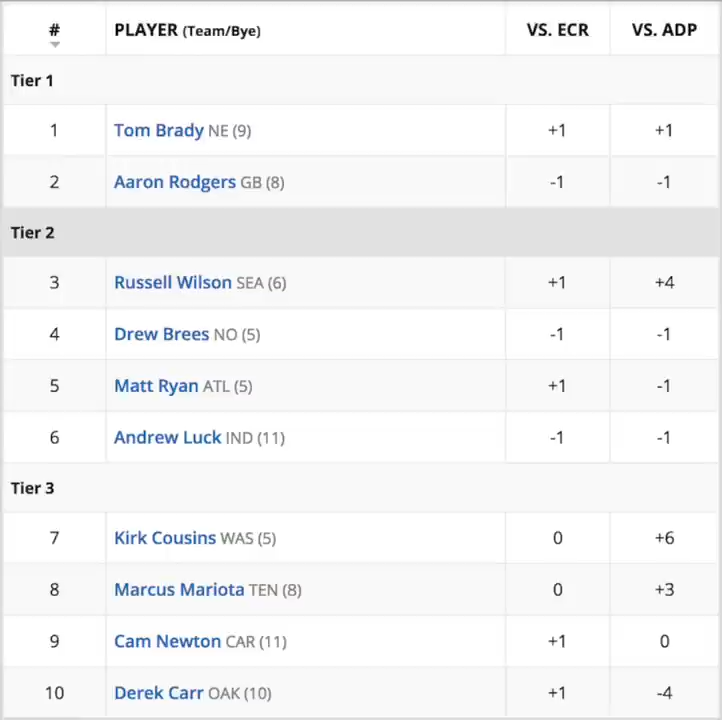 # PLAYER (Team/Bye) VS. ECR VS. ADP
Tier 1
1 Tom Brady NE (9) +1 +1
2 Aaron Rodgers GB (8) -1 -1
Tier 2
3 Russell Wilson SEA (6) +1 +4
4 Drew Brees NO (5) -1 -1
5 Matt Ryan ATL (5) +1 -1
6 Andrew Luck IND (11) -1 -1
Tier 3
7 Kirk Cousins WAS (5) 0 +6
8 Marcus Mariota TEN (8) 0 +3
9 Cam Newton CAR (11) +1 0
10 Derek Carr OAK (10) +1 -4